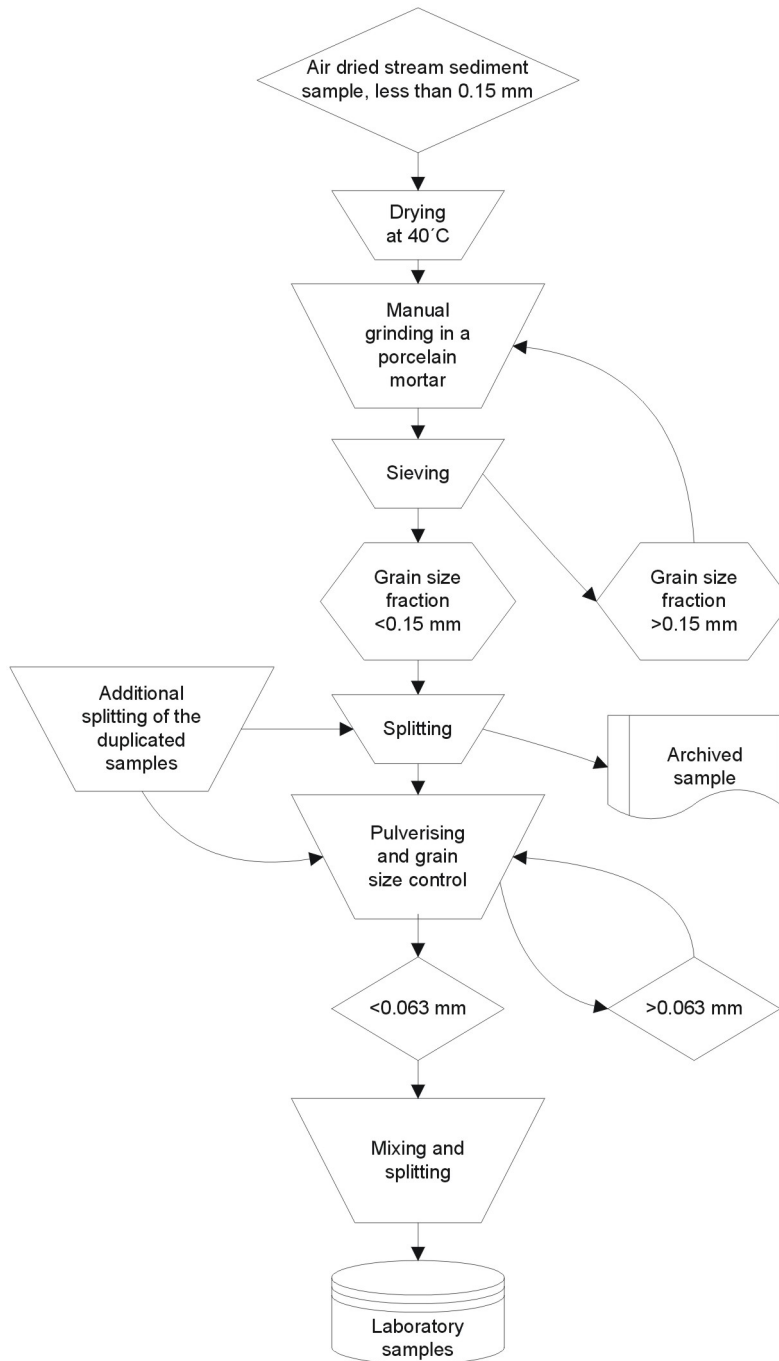 Air dried stream sediment
sample, less than 0.15 mm
Drying
at 40´C
Manual
grinding in a
porcelain
mortar
Sieving
Grain size
fraction
<0.15 mm
Grain size
fraction
>0.15 mm
Additional
splitting of the
duplicated
samples
Splitting
Archived
sample
Pulverising
and grain
size control
<0.063 mm
>0.063 mm
Mixing and
splitting
Laboratory
samples